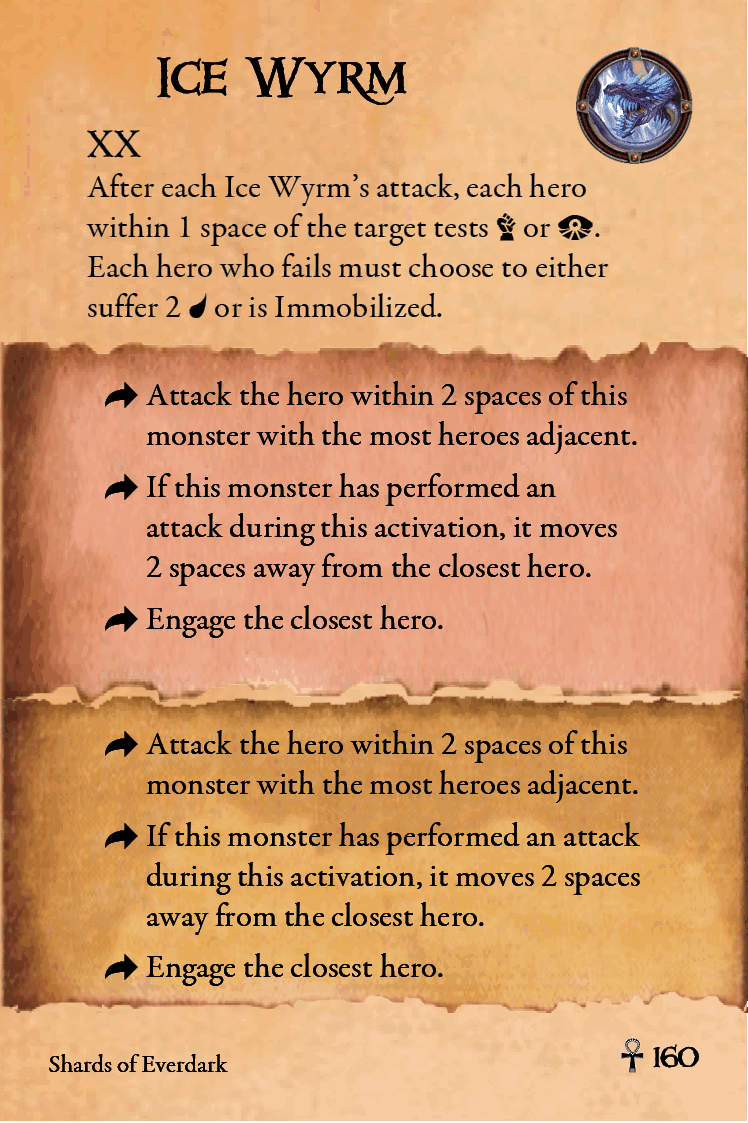 Ice Wyrm
XX
After each Ice Wyrm's attack, each hero
within 1 space of the target tests or .
Each hero who fails must choose to either
suffer 2 or is Immobilized.
Attack the hero within 2 spaces of this
monster with the most heroes adjacent.
If this monster has performed an
attack during this activation, it moves
2 spaces away from the closest hero.
Engage the closest hero.
Attack the hero within 2 spaces of this
monster with the most heroes adjacent.
If this monster has performed an attack
during this activation, it moves 2 spaces
away from the closest hero.
Engage the closest hero.
Shards of Everdark
160